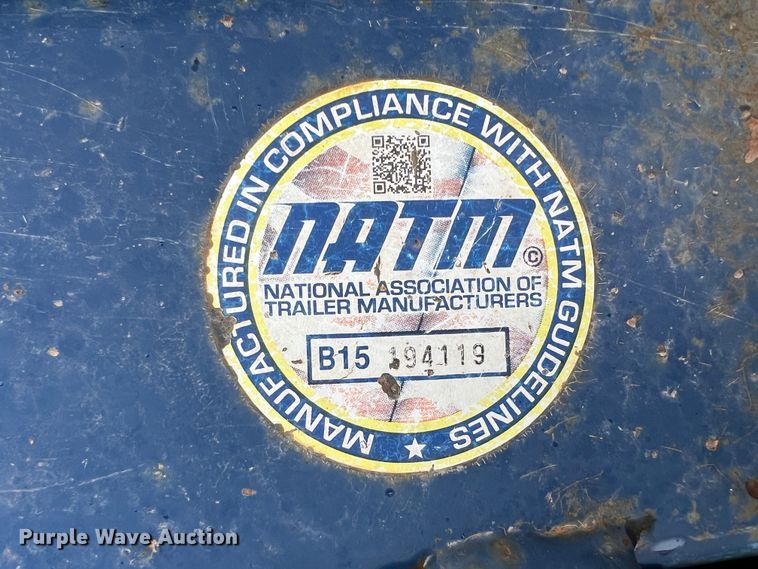 MANUFACTURED IN COMPLIANCE WITH NATM GUIDELINES
NATM ©
NATIONAL ASSOCIATION OF
TRAILER MANUFACTURERS
B15 194119
Purple Wave Auction